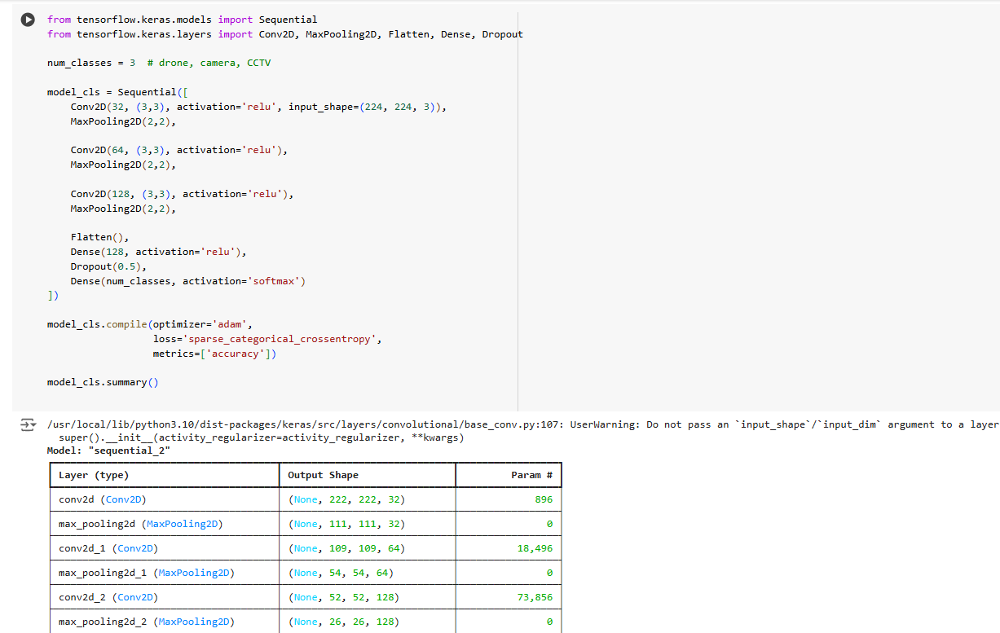 from tensorflow.keras.models import Sequential
from tensorflow.keras.layers import Conv2D, MaxPooling2D, Flatten, Dense, Dropout
num_classes = 3  # drone, camera, CCTV
model_cls = Sequential([
    Conv2D(32, (3,3), activation='relu', input_shape=(224, 224, 3)),
    MaxPooling2D(2,2),
    Conv2D(64, (3,3), activation='relu'),
    MaxPooling2D(2,2),
    Conv2D(128, (3,3), activation='relu'),
    MaxPooling2D(2,2),
    Flatten(),
    Dense(128, activation='relu'),
    Dropout(0.5),
    Dense(num_classes, activation='softmax')
])
model_cls.compile(optimizer='adam',
                  loss='sparse_categorical_crossentropy',
                  metrics=['accuracy'])
model_cls.summary()
/usr/local/lib/python3.10/dist-packages/keras/src/layers/convolutional/base_conv.py:107: UserWarning: Do not pass an `input_shape`/`input_dim` argument to a layer
  super().__init__(activity_regularizer=activity_regularizer, **kwargs)
Model: "sequential_2"
Layer (type) Output Shape Param #
conv2d (Conv2D) (None, 222, 222, 32) 896
max_pooling2d (MaxPooling2D) (None, 111, 111, 32) 0
conv2d_1 (Conv2D) (None, 109, 109, 64) 18,496
max_pooling2d_1 (MaxPooling2D) (None, 54, 54, 64) 0
conv2d_2 (Conv2D) (None, 52, 52, 128) 73,856
max_pooling2d_2 (MaxPooling2D) (None, 26, 26, 128) 0